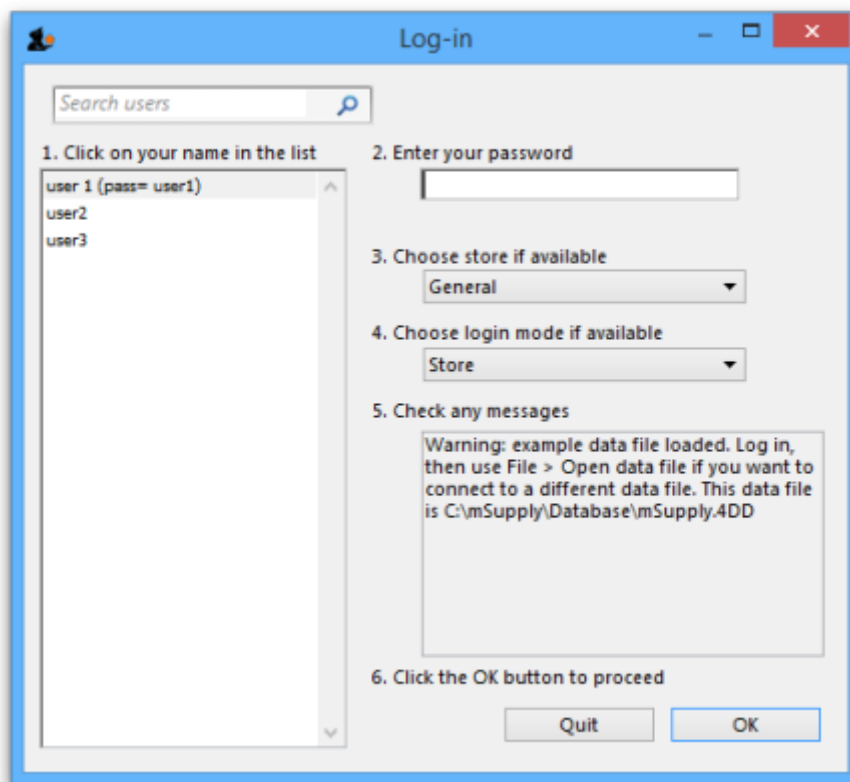 Log-in
Search users
1. Click on your name in the list
user 1 (pass= user1)
user2
user3
2. Enter your password
3. Choose store if available
General
4. Choose login mode if available
Store
5. Check any messages
Warning: example data file loaded. Log in,
then use File > Open data file if you want to
connect to a different data file. This data file
is C:\mSupply\Database\mSupply.4DD
6. Click the OK button to proceed
Quit
OK